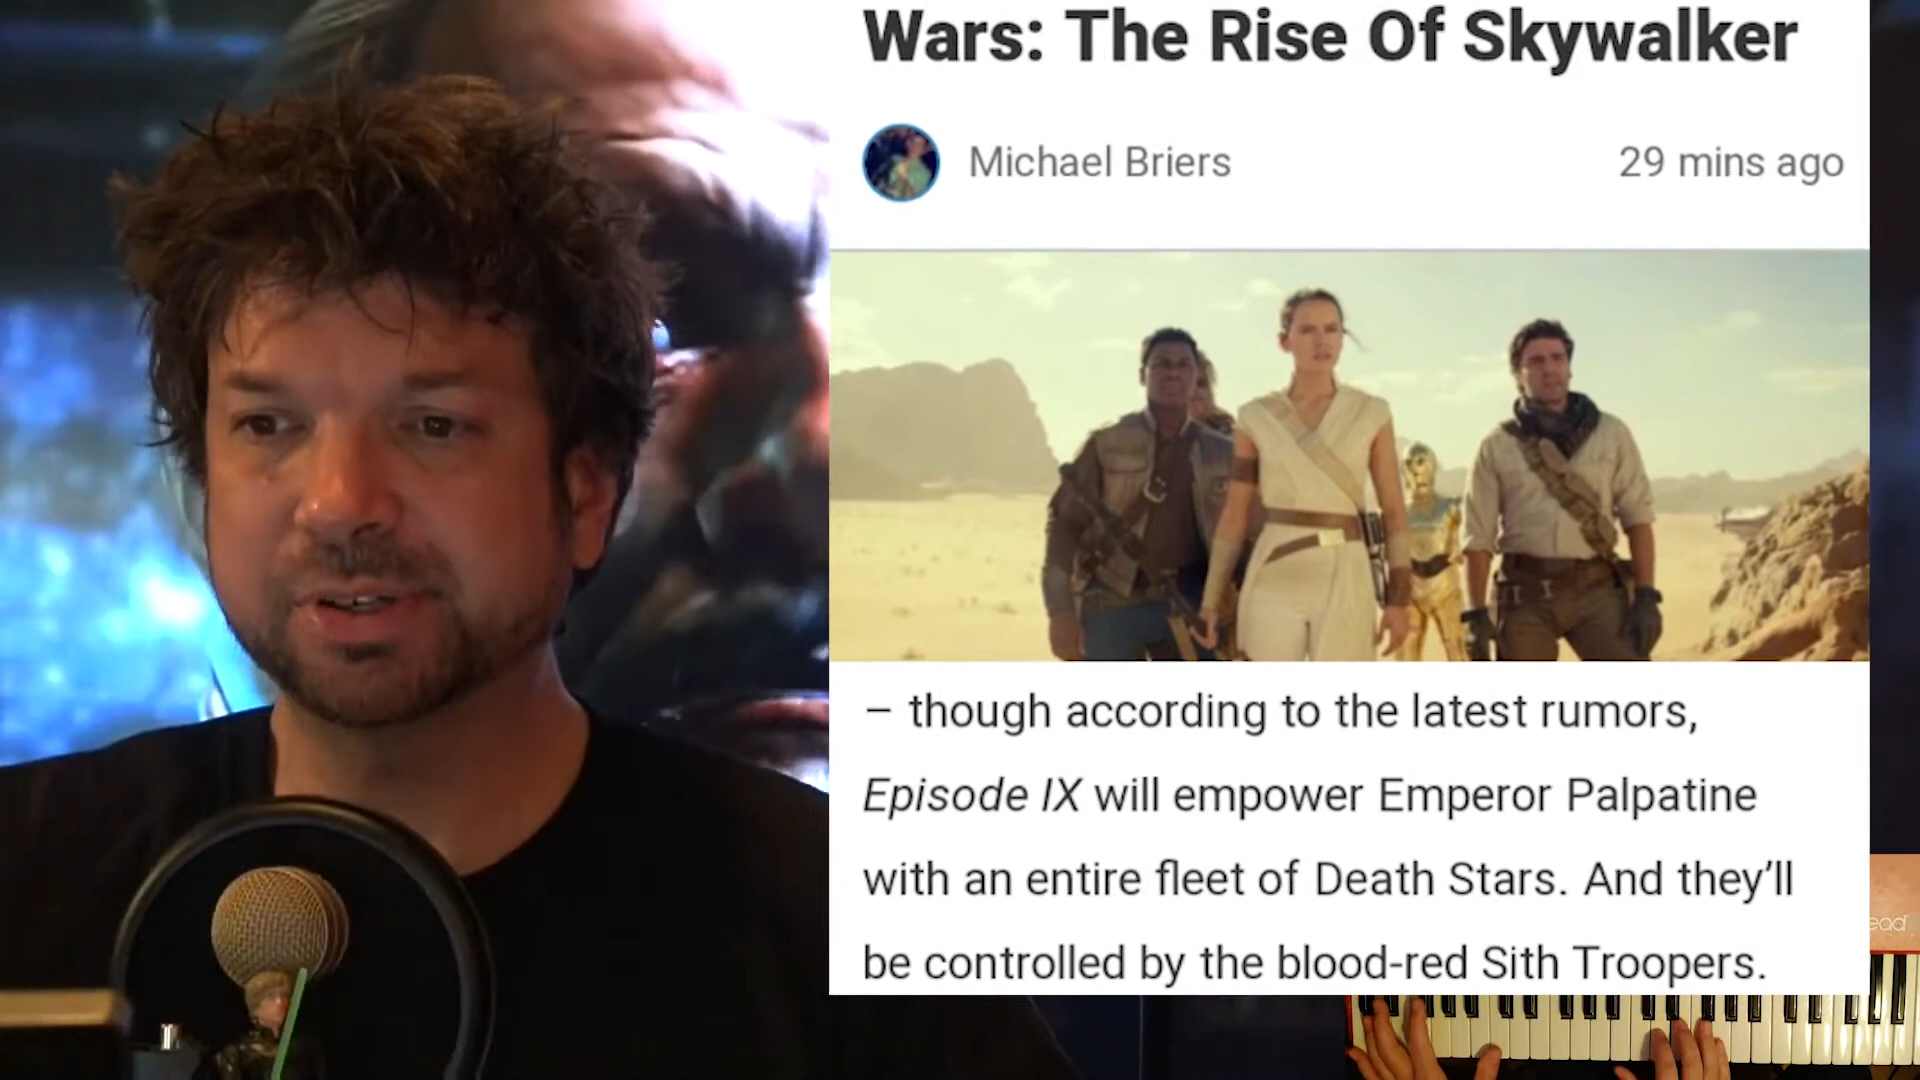 Wars: The Rise Of Skywalker
Michael Briers
29 mins ago
– though according to the latest rumors,
Episode IX will empower Emperor Palpatine
with an entire fleet of Death Stars. And they’ll
be controlled by the blood-red Sith Troopers.